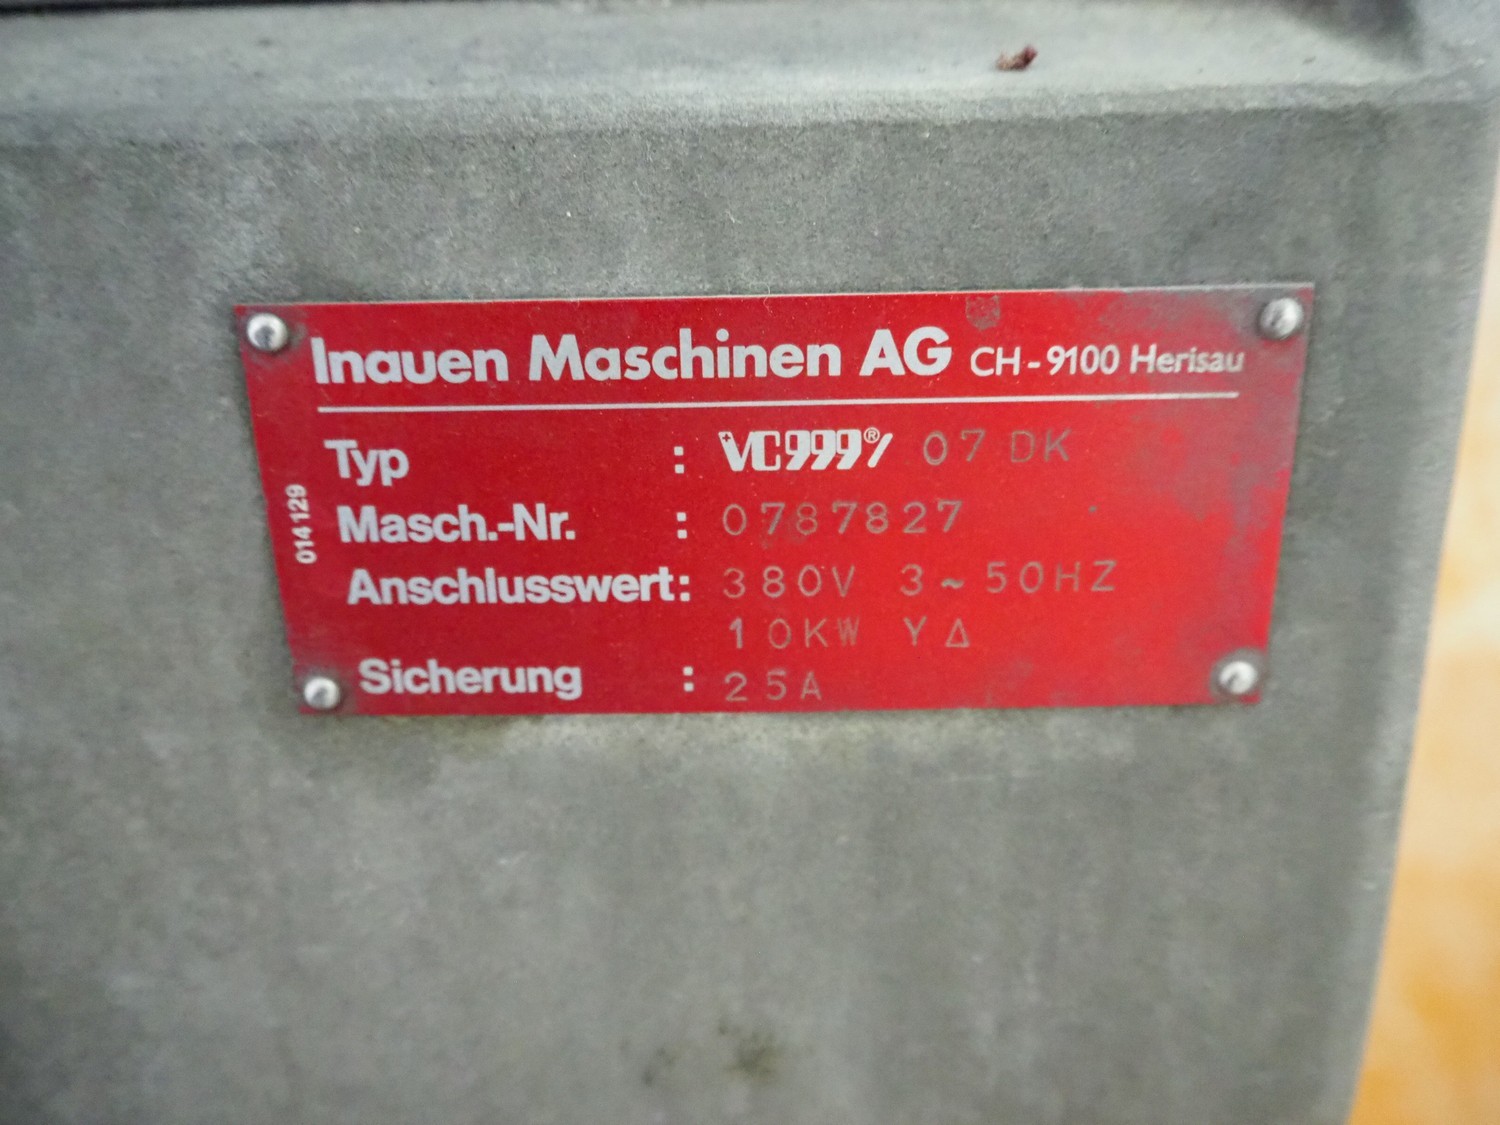 Inauen Maschinen AG CH-9100 Herisau
Typ : VC999®/ 07 DK
Masch.-Nr. : 0787827
Anschlusswert: 380V 3~50HZ
10KW Y Δ
Sicherung : 25A
014129